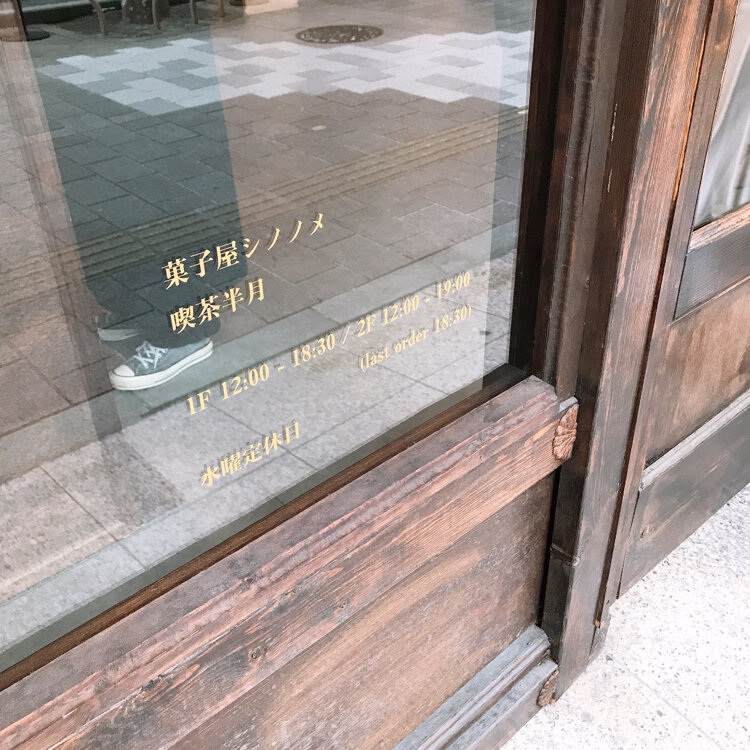 菓子屋シノノメ
喫茶半月
1F 12:00 - 18:30 / 2F 12:00 - 19:00
(last order 18:30)
水曜定休日